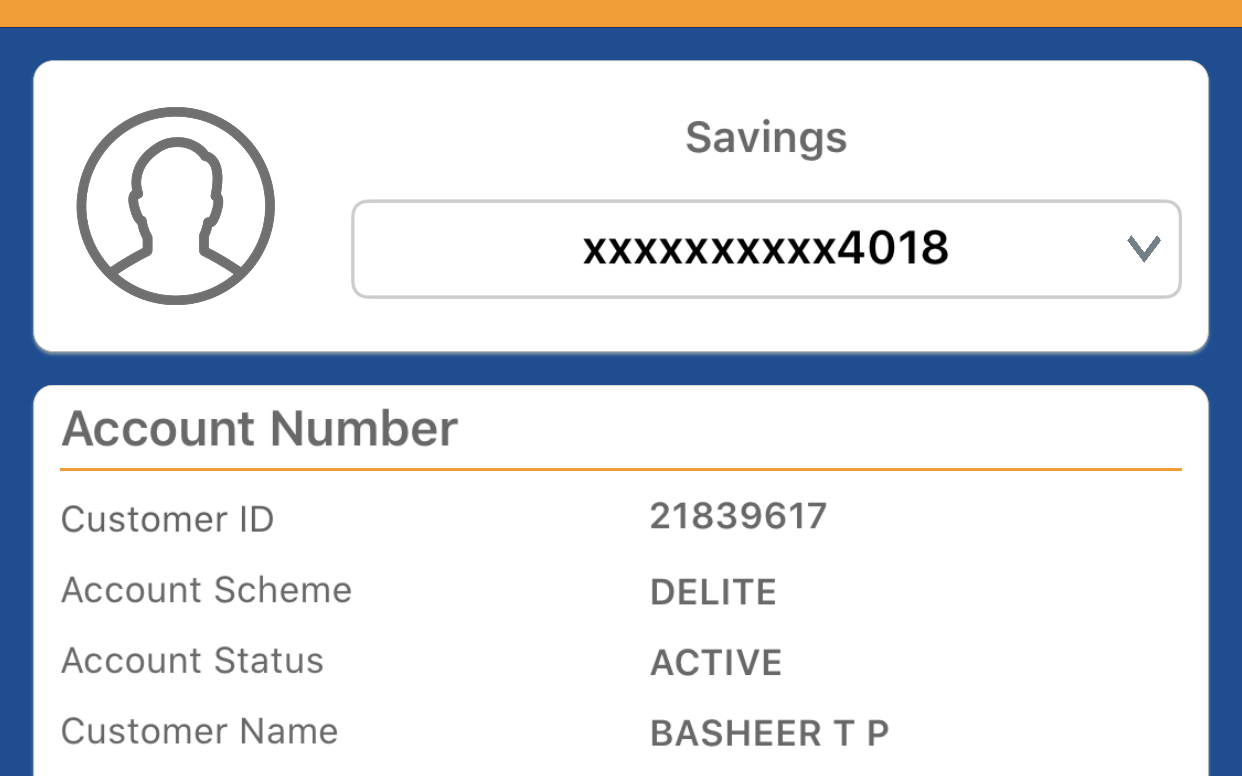 Savings
xxxxxxxxxx4018
Account Number
Customer ID 21839617
Account Scheme DELITE
Account Status ACTIVE
Customer Name BASHEER T P